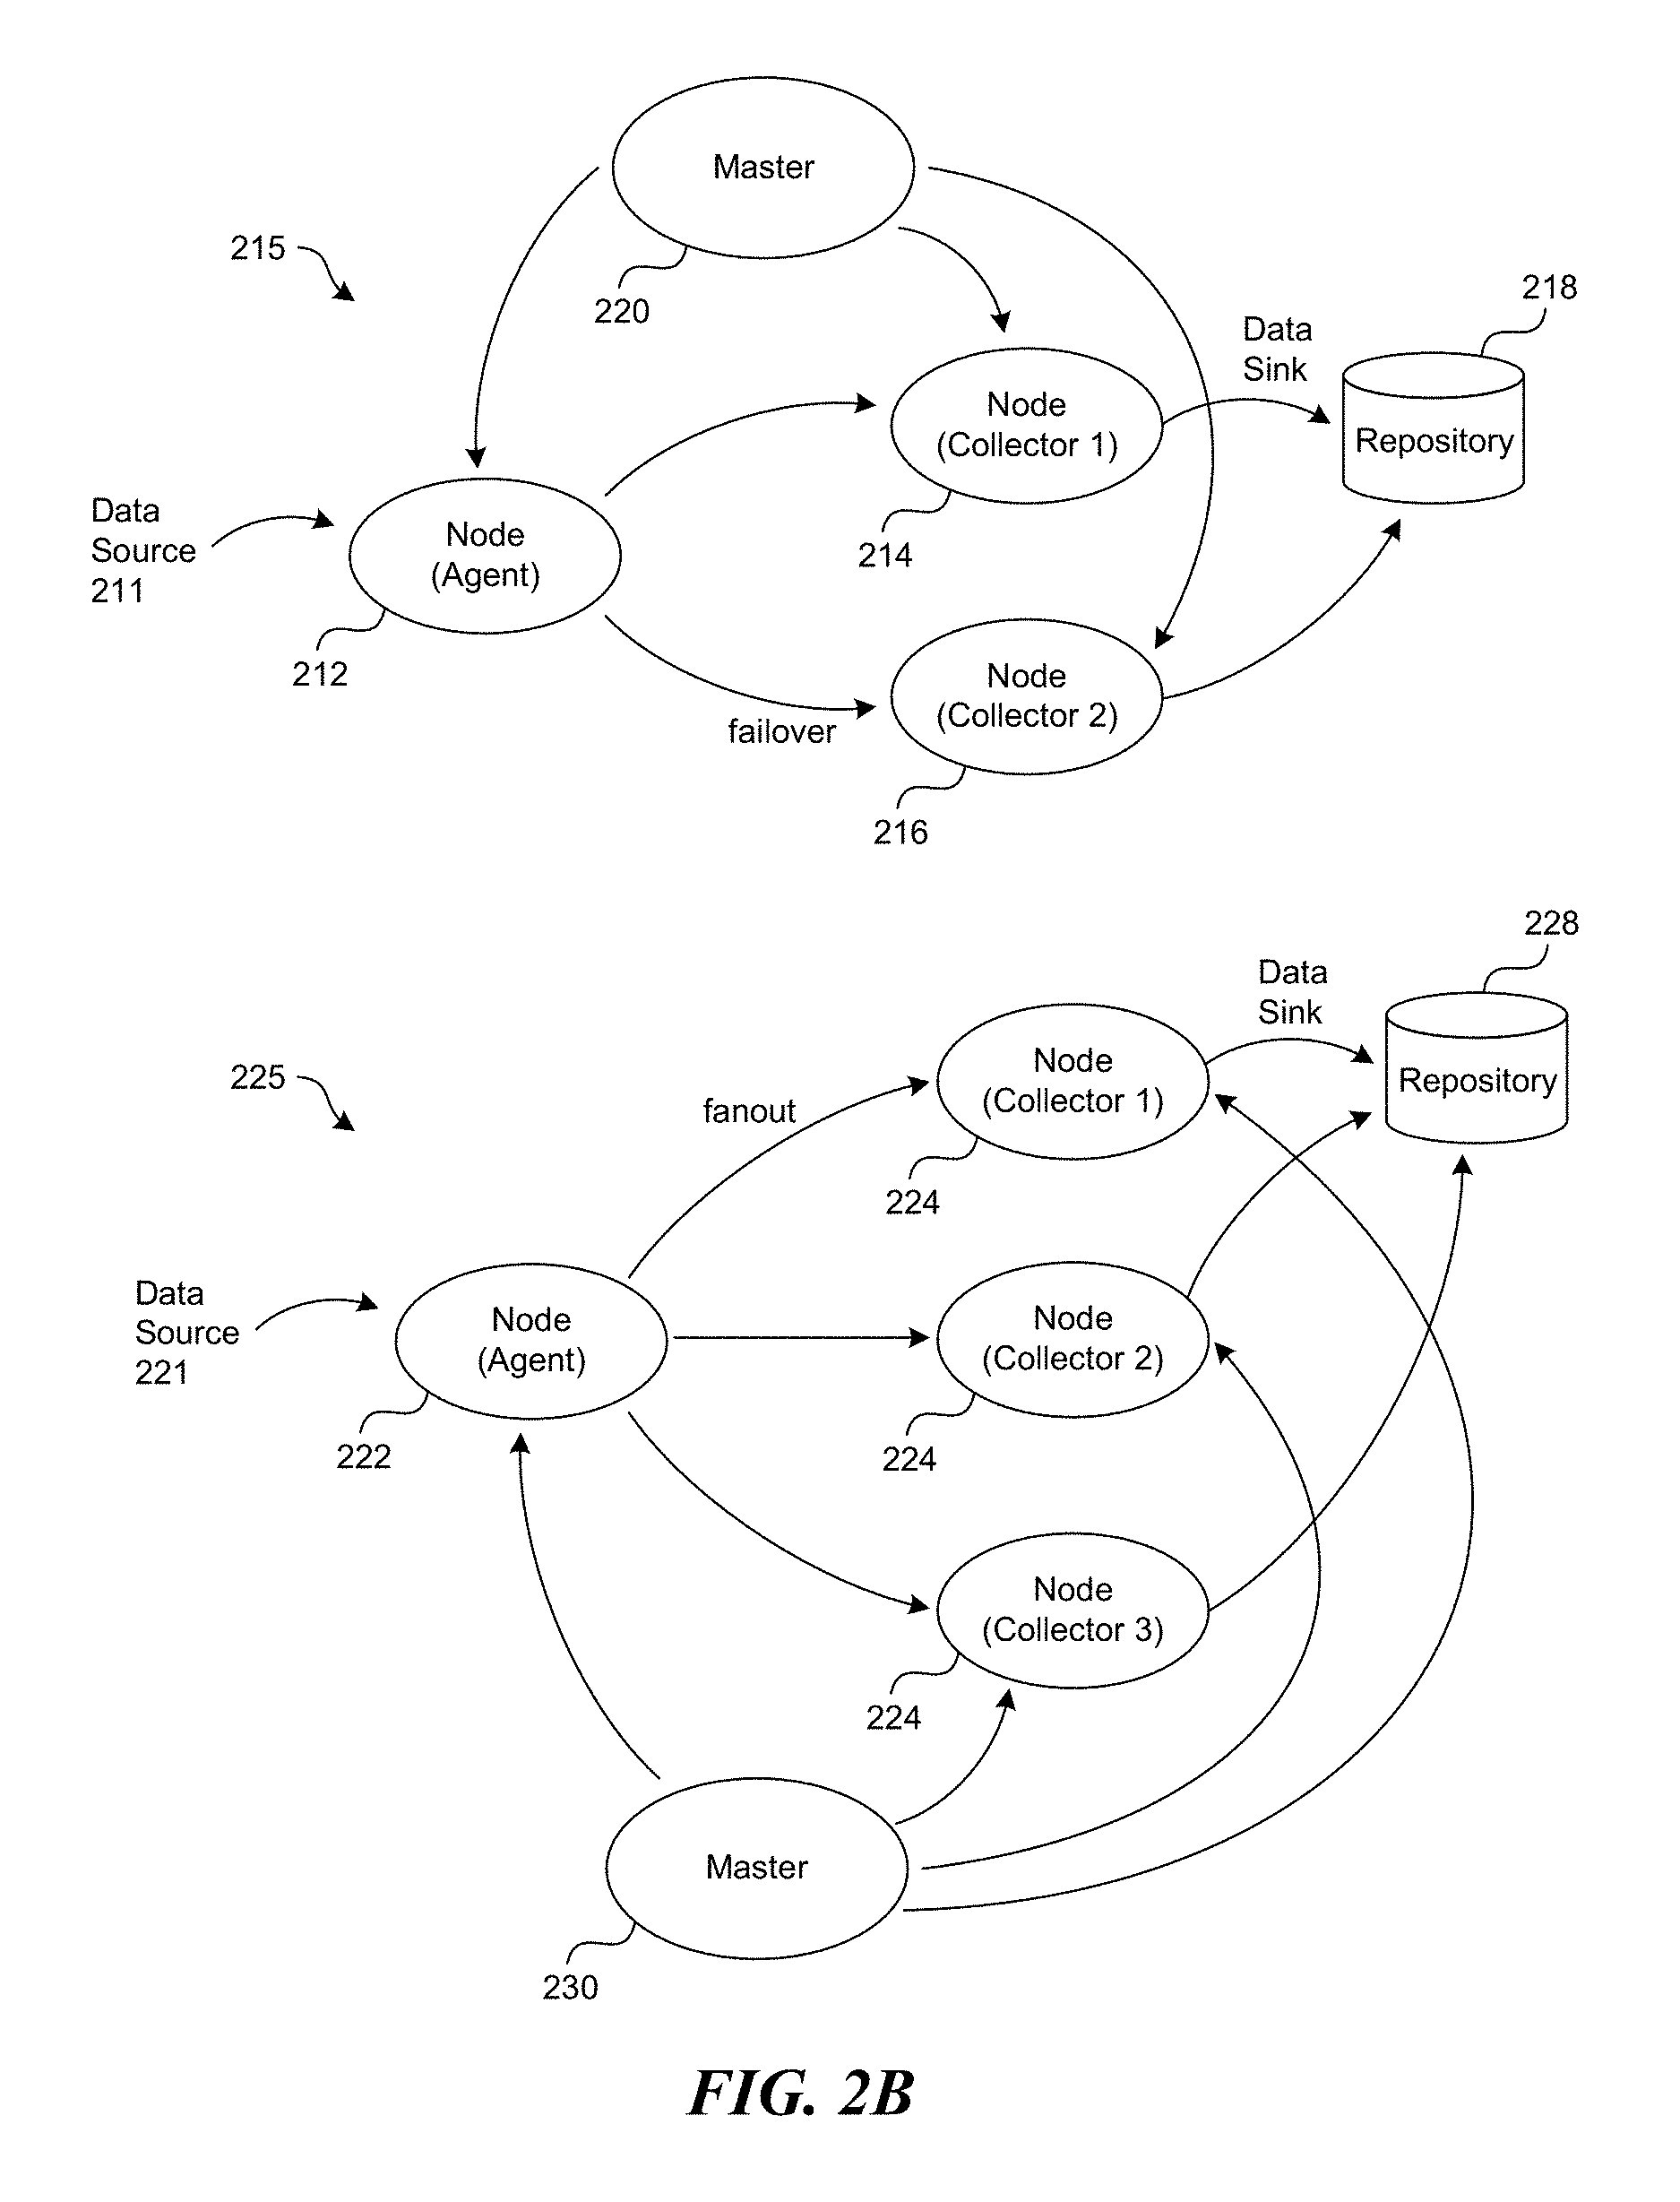 Master
215
220
218
Data
Sink
Node
(Collector 1)
Repository
214
Data
Source
211
Node
(Agent)
212
Node
(Collector 2)
failover
216
228
Data
Sink
Node
(Collector 1)
Repository
225
fanout
224
Data
Source
221
Node
(Agent)
222
Node
(Collector 2)
224
Node
(Collector 3)
224
Master
230
FIG. 2B